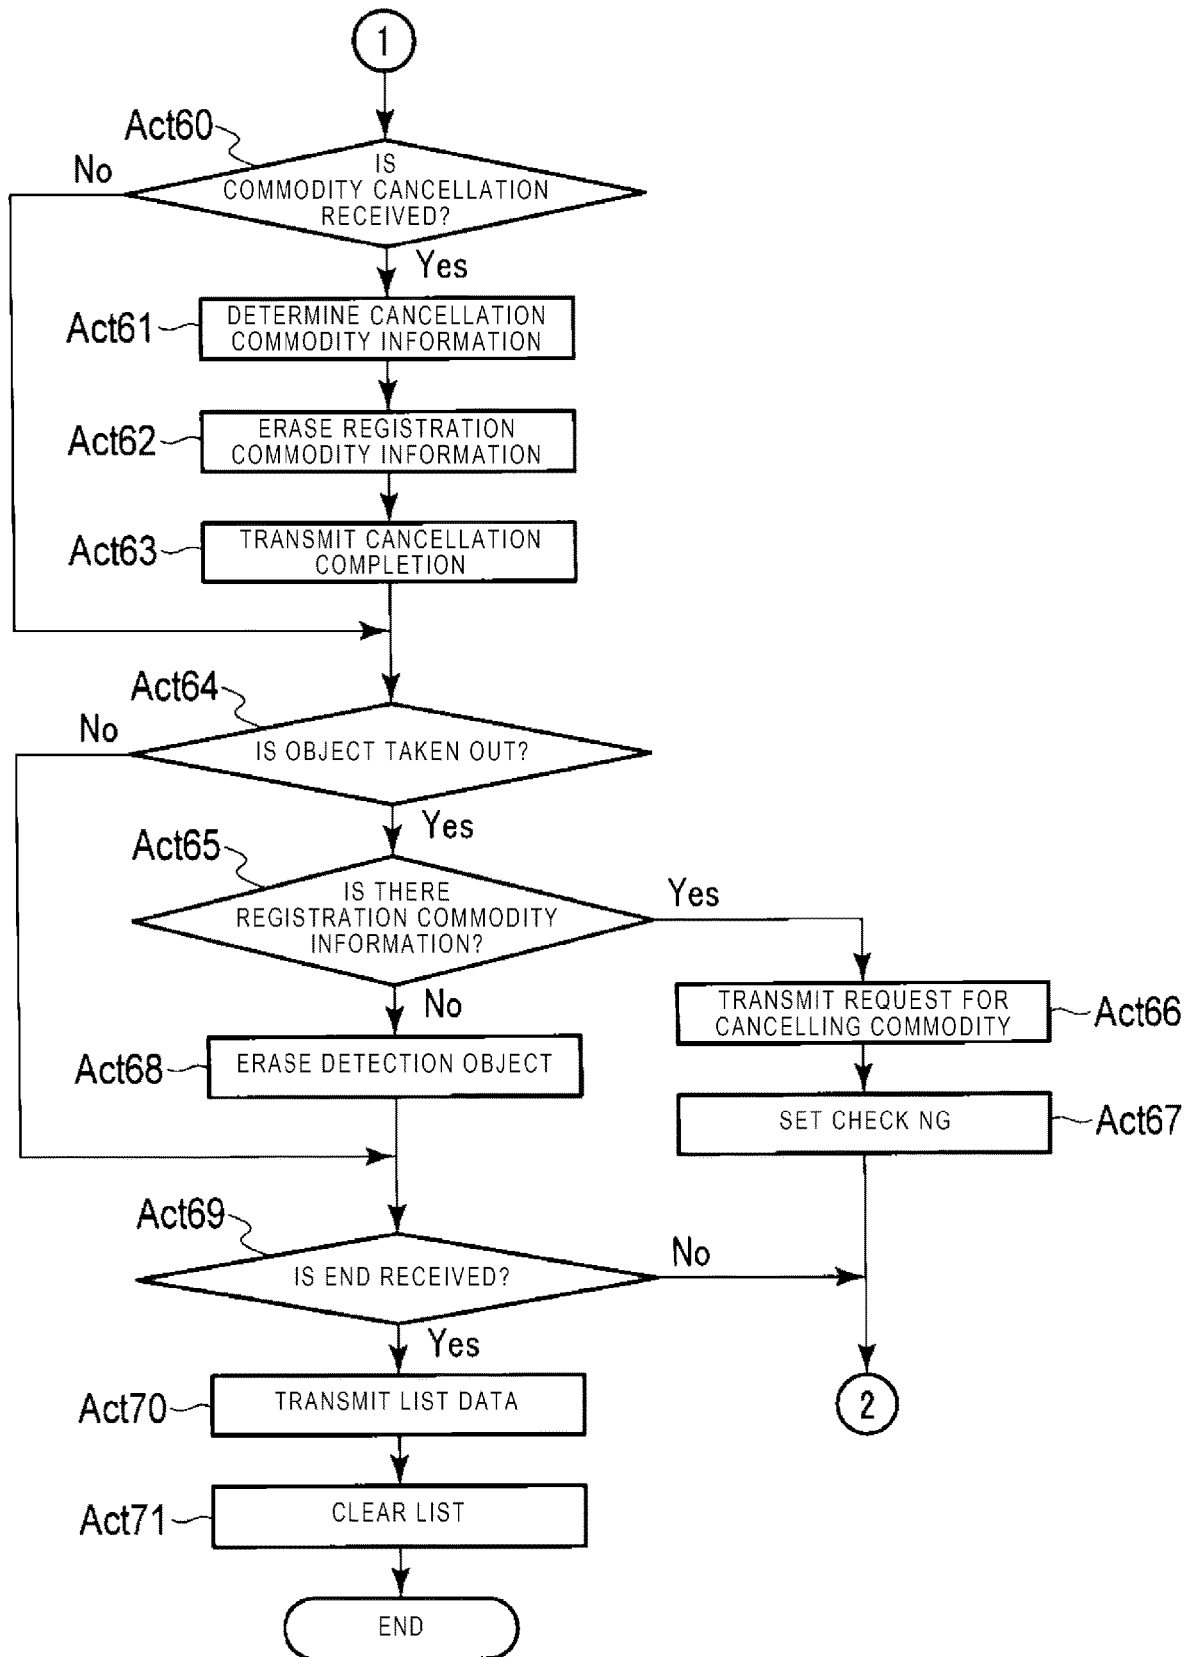 1
Act60
No
IS
COMMODITY CANCELLATION
RECEIVED?
Yes
Act61
DETERMINE CANCELLATION
COMMODITY INFORMATION
Act62
ERASE REGISTRATION
COMMODITY INFORMATION
Act63
TRANSMIT CANCELLATION
COMPLETION
Act64
No
IS OBJECT TAKEN OUT?
Yes
Act65
IS THERE
REGISTRATION COMMODITY
INFORMATION?
Yes
No
TRANSMIT REQUEST FOR
CANCELLING COMMODITY
Act66
Act68
ERASE DETECTION OBJECT
SET CHECK NG
Act67
Act69
IS END RECEIVED?
No
Yes
Act70
TRANSMIT LIST DATA
2
Act71
CLEAR LIST
END